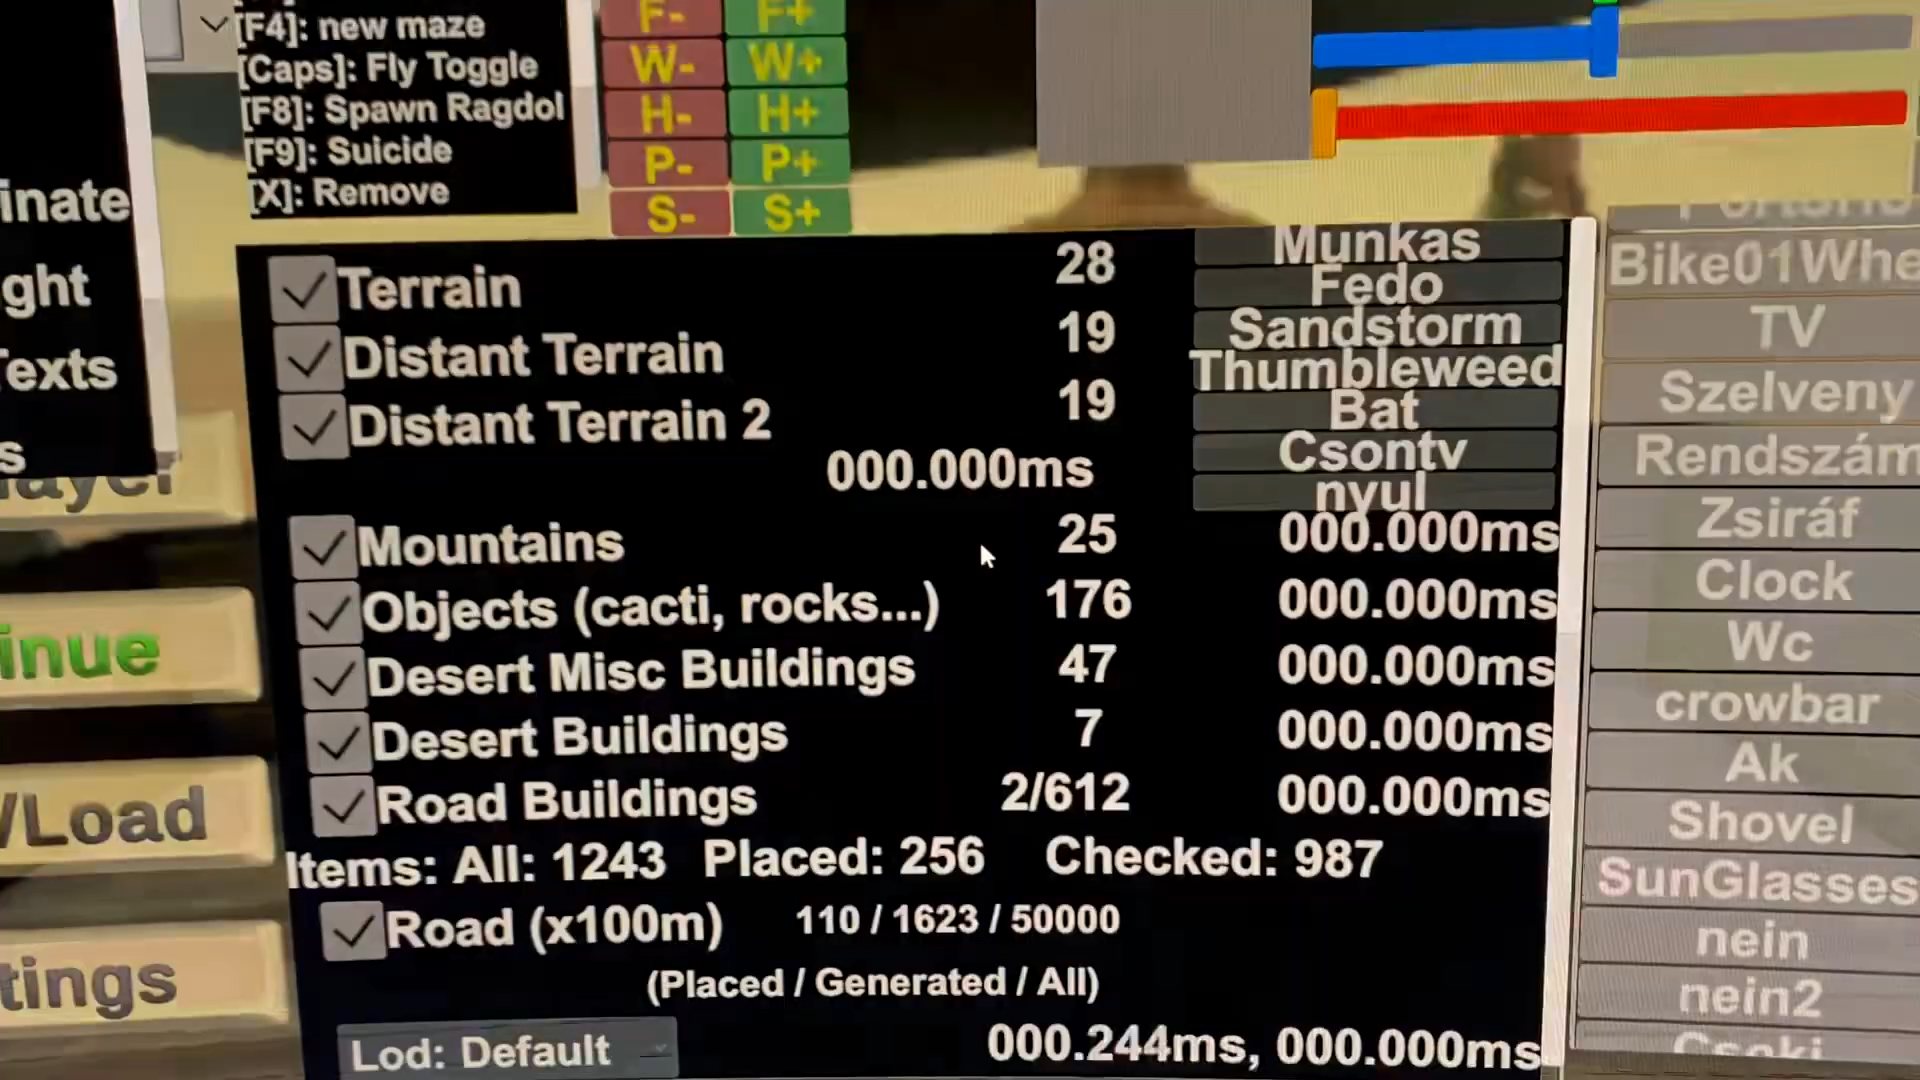 [F4]: new maze
[Caps]: Fly Toggle
[F8]: Spawn Ragdol
[F9]: Suicide
[X]: Remove
F- F+
W- W+
H- H+
P- P+
S- S+
inate
ght
Texts
s
layer
inue
/Load
tings
Terrain 28
Distant Terrain 19
Distant Terrain 2 19
000.000ms
Mountains 25 000.000ms
Objects (cacti, rocks...) 176 000.000ms
Desert Misc Buildings 47 000.000ms
Desert Buildings 7 000.000ms
Road Buildings 2/612 000.000ms
Items: All: 1243 Placed: 256 Checked: 987
Road (x100m) 110 / 1623 / 50000
(Placed / Generated / All)
Lod: Default 000.244ms, 000.000ms
Munkas
Fedo
Sandstorm
Thumbleweed
Bat
Csontv
nyul
Bike01Whe
TV
Szelveny
Rendszám
Zsiráf
Clock
Wc
crowbar
Ak
Shovel
SunGlasses
nein
nein2